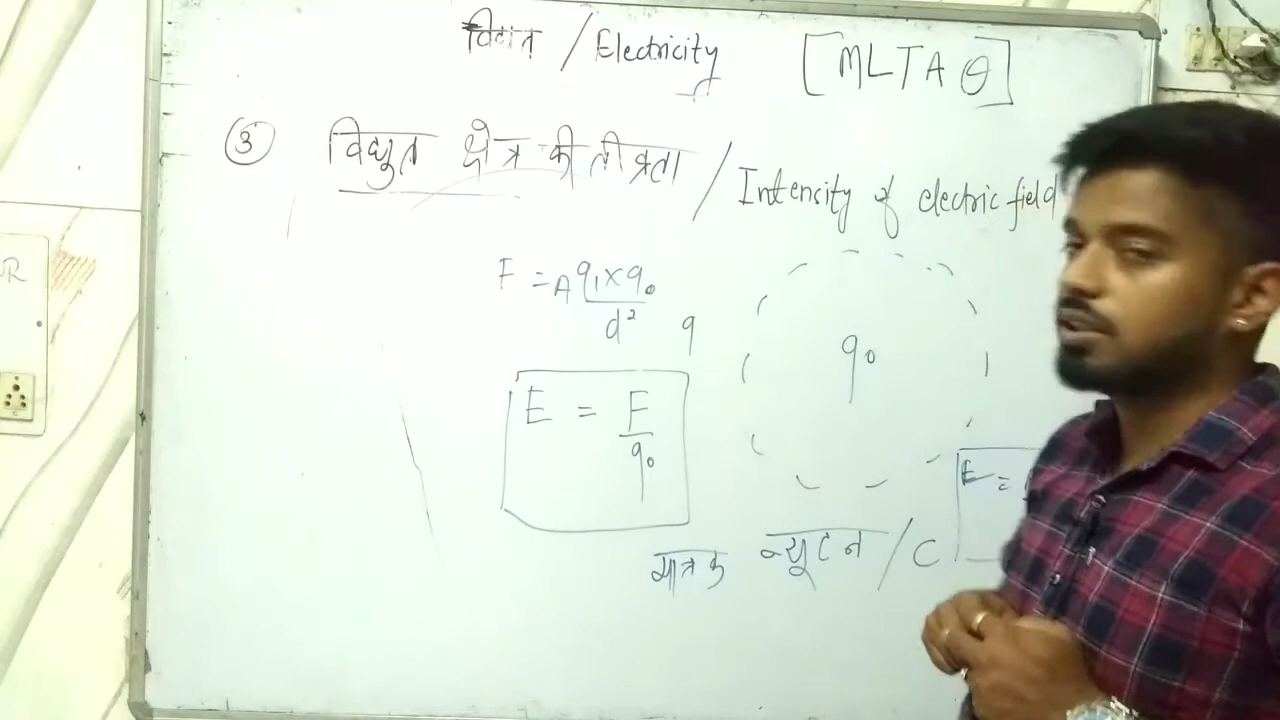 विद्युत / Electricity [MLTAθ]
③ विद्युत क्षेत्र की तीव्रता / Intensity of electric field
F = A q₁ × q₀ / d²
q
q₀
E = F / q₀
E =
मात्रक न्यूटन / C
R